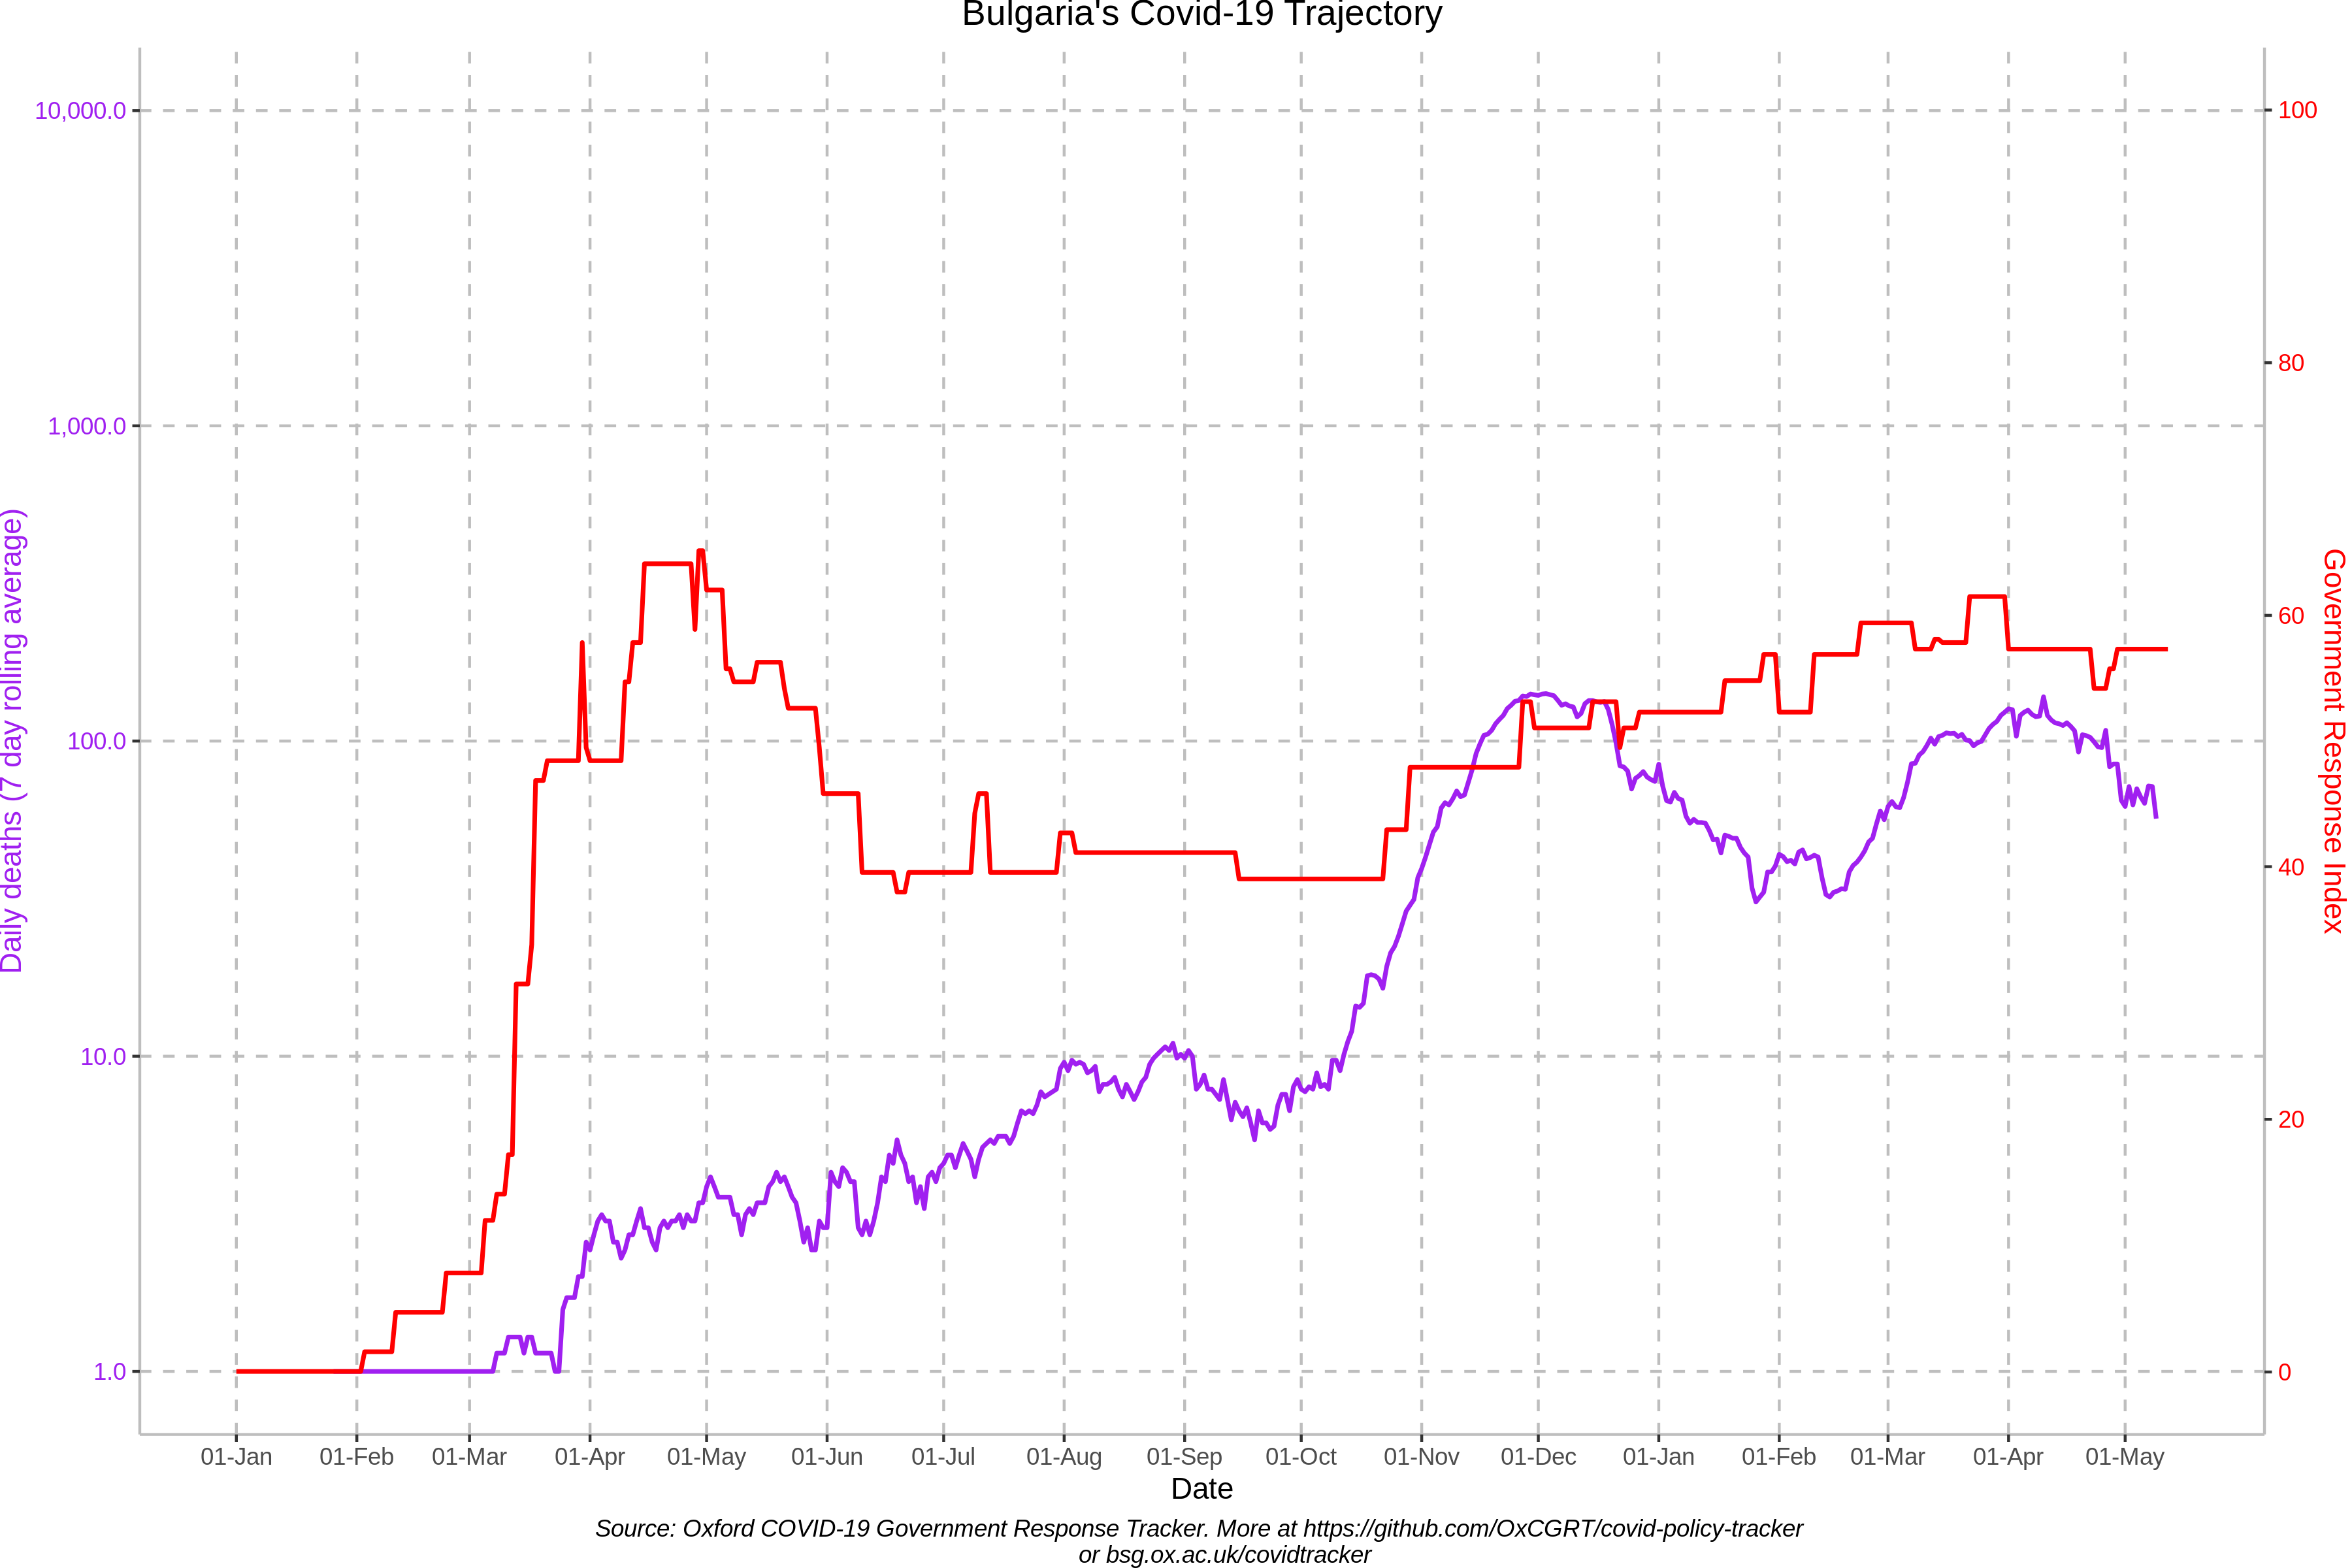 Bulgaria's Covid-19 Trajectory
10,000.0
1,000.0
100.0
10.0
1.0
Daily deaths (7 day rolling average)
100
80
60
40
20
0
Government Response Index
01-Jan 01-Feb 01-Mar 01-Apr 01-May 01-Jun 01-Jul 01-Aug 01-Sep 01-Oct 01-Nov 01-Dec 01-Jan 01-Feb 01-Mar 01-Apr 01-May
Date
Source: Oxford COVID-19 Government Response Tracker. More at https://github.com/OxCGRT/covid-policy-tracker
or bsg.ox.ac.uk/covidtracker